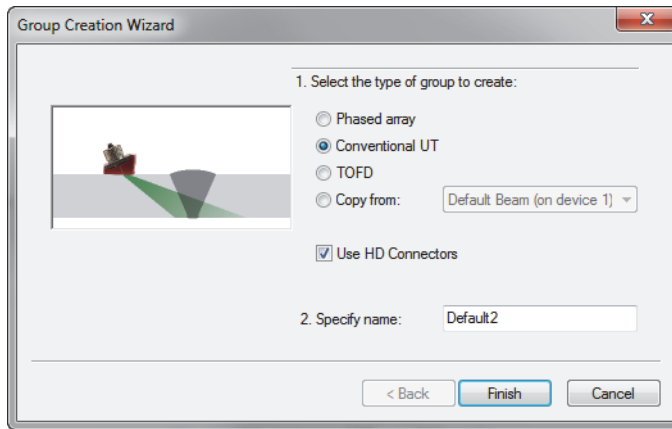 Group Creation Wizard
1. Select the type of group to create:
Phased array
Conventional UT
TOFD
Copy from: Default Beam (on device 1)
Use HD Connectors
2. Specify name: Default2
< Back Finish Cancel